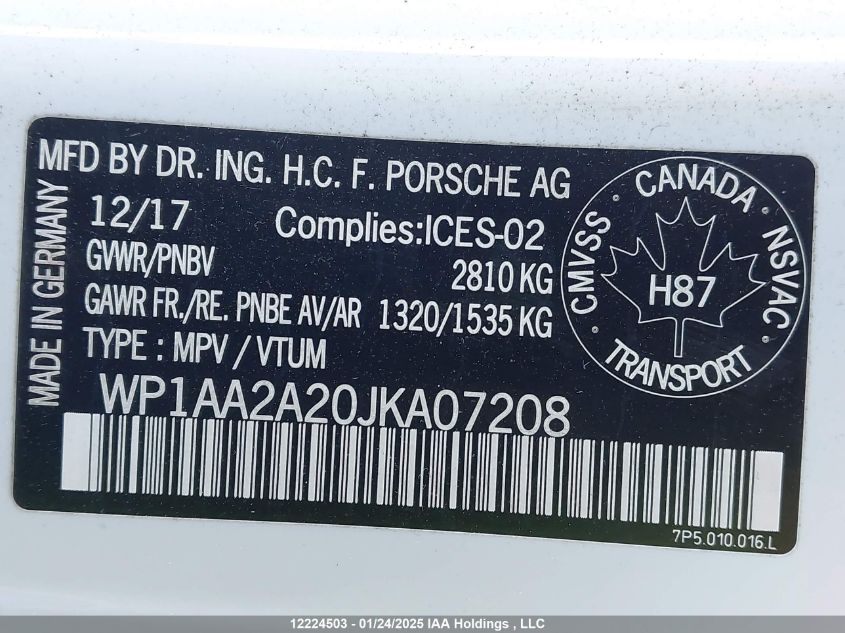 MFD BY DR. ING. H.C. F. PORSCHE AG
12/17 Complies:ICES-02
GWR/PNBV 2810 KG
GAWR FR./RE. PNBE AV/AR 1320/1535 KG
TYPE : MPV / VTUM
WP1AA2A20JKA07208
MADE IN GERMANY
CMVSS · CANADA · NSVAC · TRANSPORT ·
H87
7P5.010.016.L
12224503 - 01/24/2025 IAA Holdings , LLC